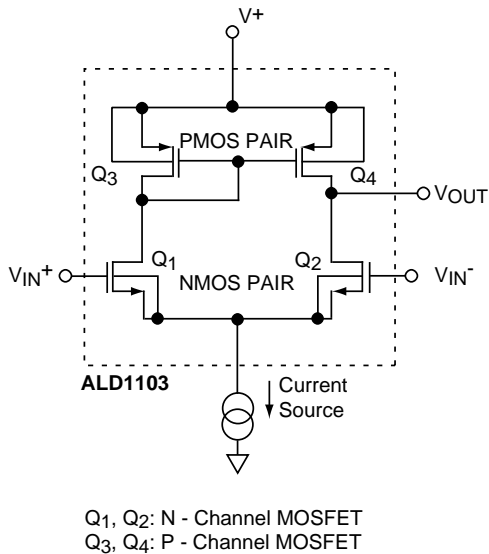 V+
PMOS PAIR
Q3
Q4
VOUT
VIN+
Q1
NMOS PAIR
Q2
VIN-
ALD1103
Current
Source
Q1, Q2: N - Channel MOSFET
Q3, Q4: P - Channel MOSFET